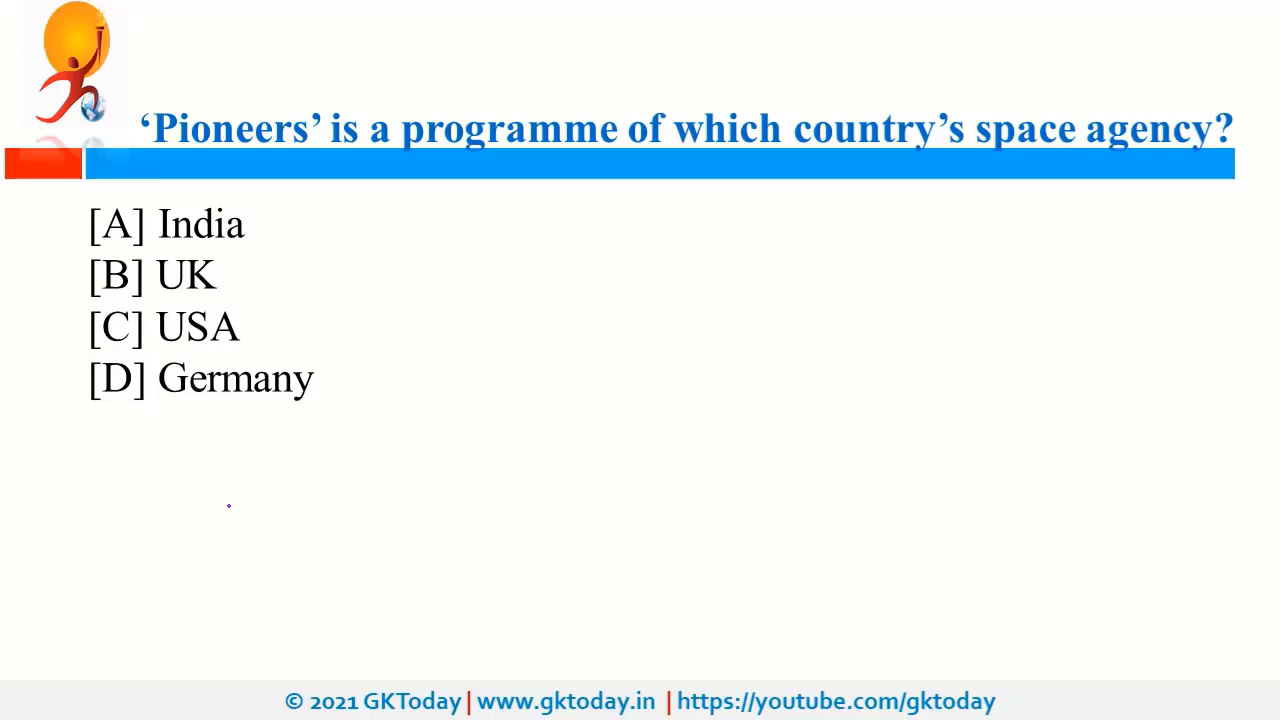 ‘Pioneers’ is a programme of which country’s space agency?
[A] India
[B] UK
[C] USA
[D] Germany
© 2021 GKToday | www.gktoday.in | https://youtube.com/gktoday